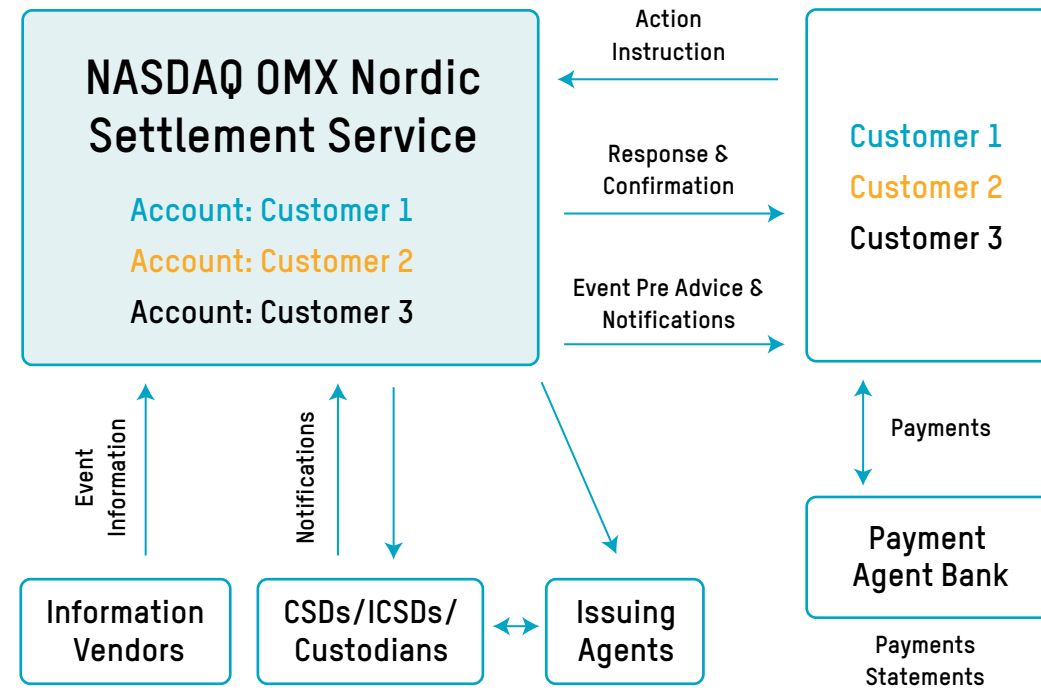 NASDAQ OMX Nordic
Settlement Service
Account: Customer 1
Account: Customer 2
Account: Customer 3
Action
Instruction
Response &
Confirmation
Event Pre Advice &
Notifications
Customer 1
Customer 2
Customer 3
Event
Information
Notifications
Payments
Information
Vendors
CSDs/ICSDs/
Custodians
Issuing
Agents
Payment
Agent Bank
Payments
Statements